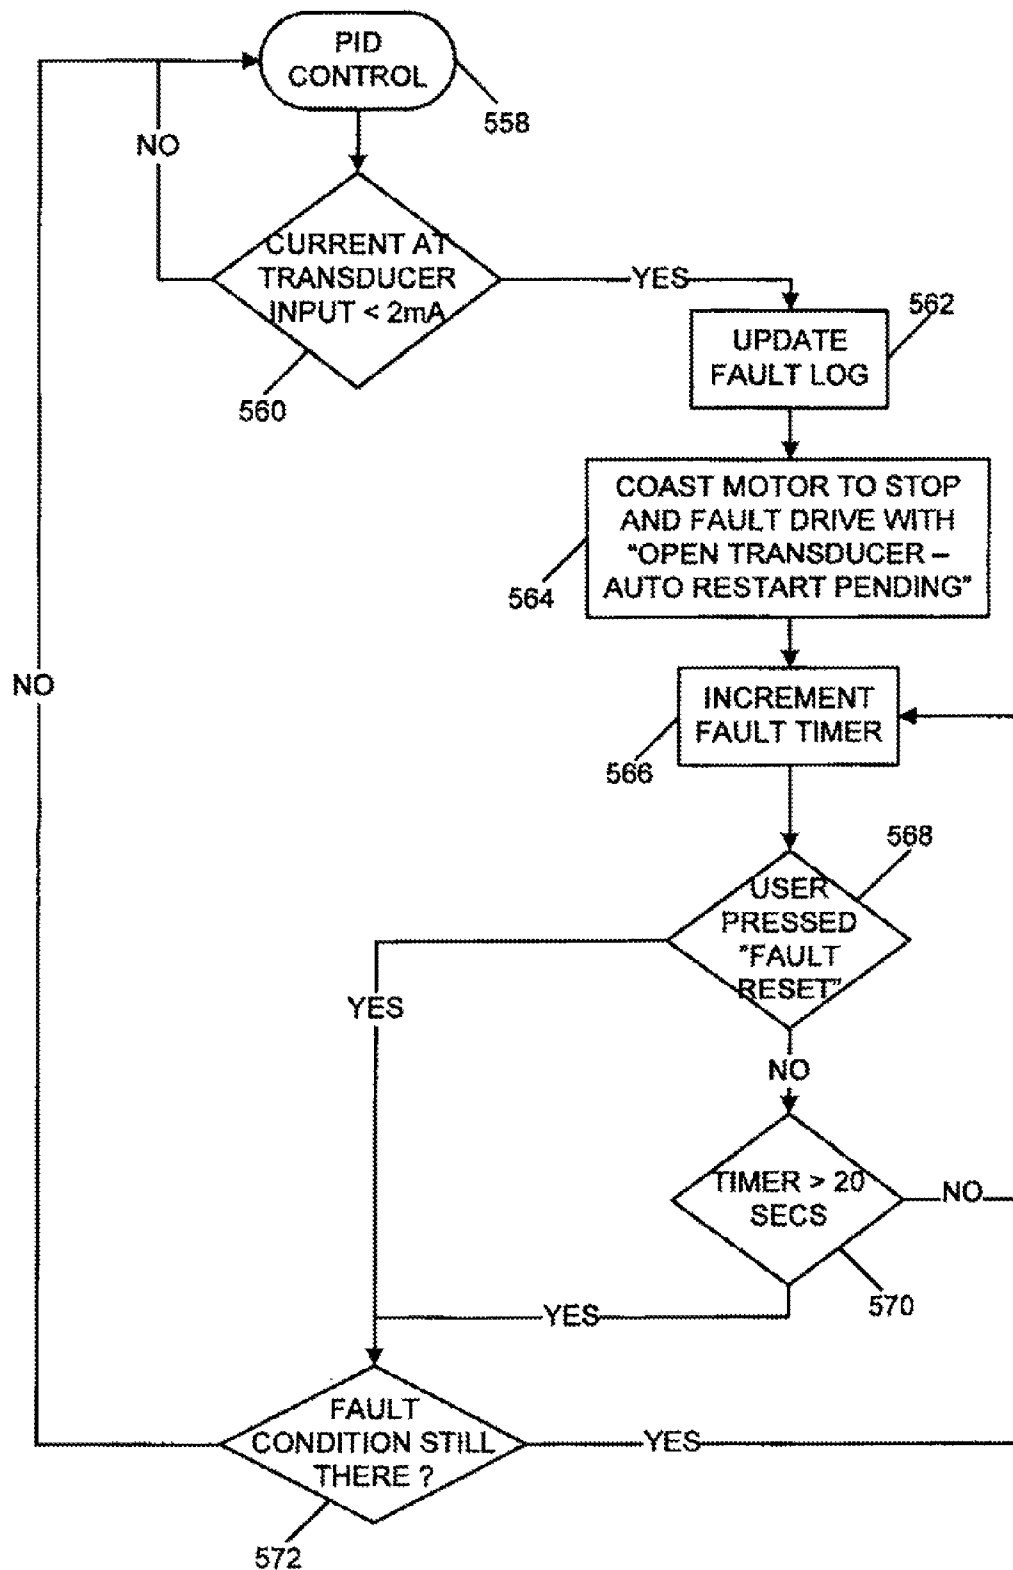 PID
CONTROL
558
NO
CURRENT AT
TRANSDUCER
INPUT < 2mA
560
YES
562
UPDATE
FAULT LOG
COAST MOTOR TO STOP
AND FAULT DRIVE WITH
"OPEN TRANSDUCER –
AUTO RESTART PENDING"
564
NO
INCREMENT
FAULT TIMER
566
568
USER
PRESSED
"FAULT
RESET"
YES
NO
TIMER > 20
SECS
NO
570
YES
FAULT
CONDITION STILL
THERE ?
YES
572